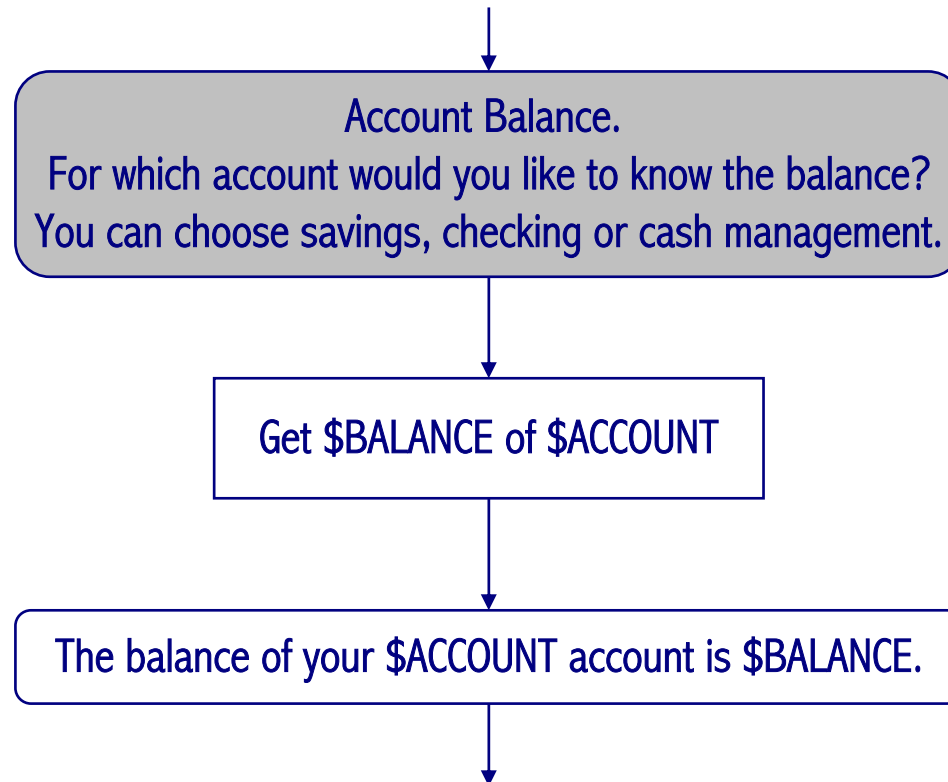 Account Balance.
For which account would you like to know the balance?
You can choose savings, checking or cash management.
Get $BALANCE of $ACCOUNT
The balance of your $ACCOUNT account is $BALANCE.